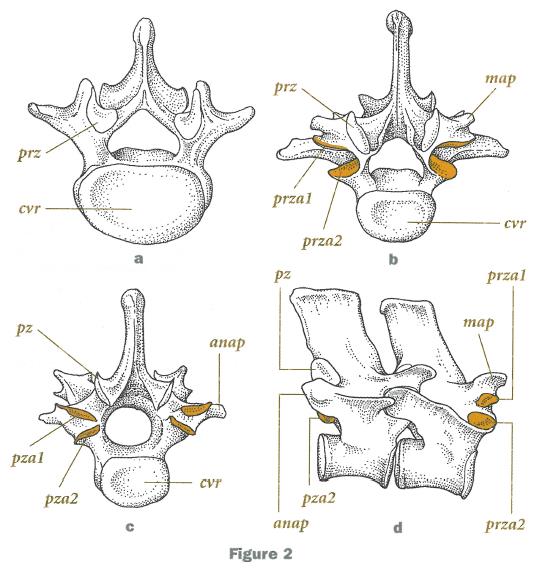 prz
cvr
a
prz
map
prza1
prza2
cvr
b
pz
anap
pza1
pza2
cvr
c
pz
prza1
map
pza2
anap
prza2
d
Figure 2